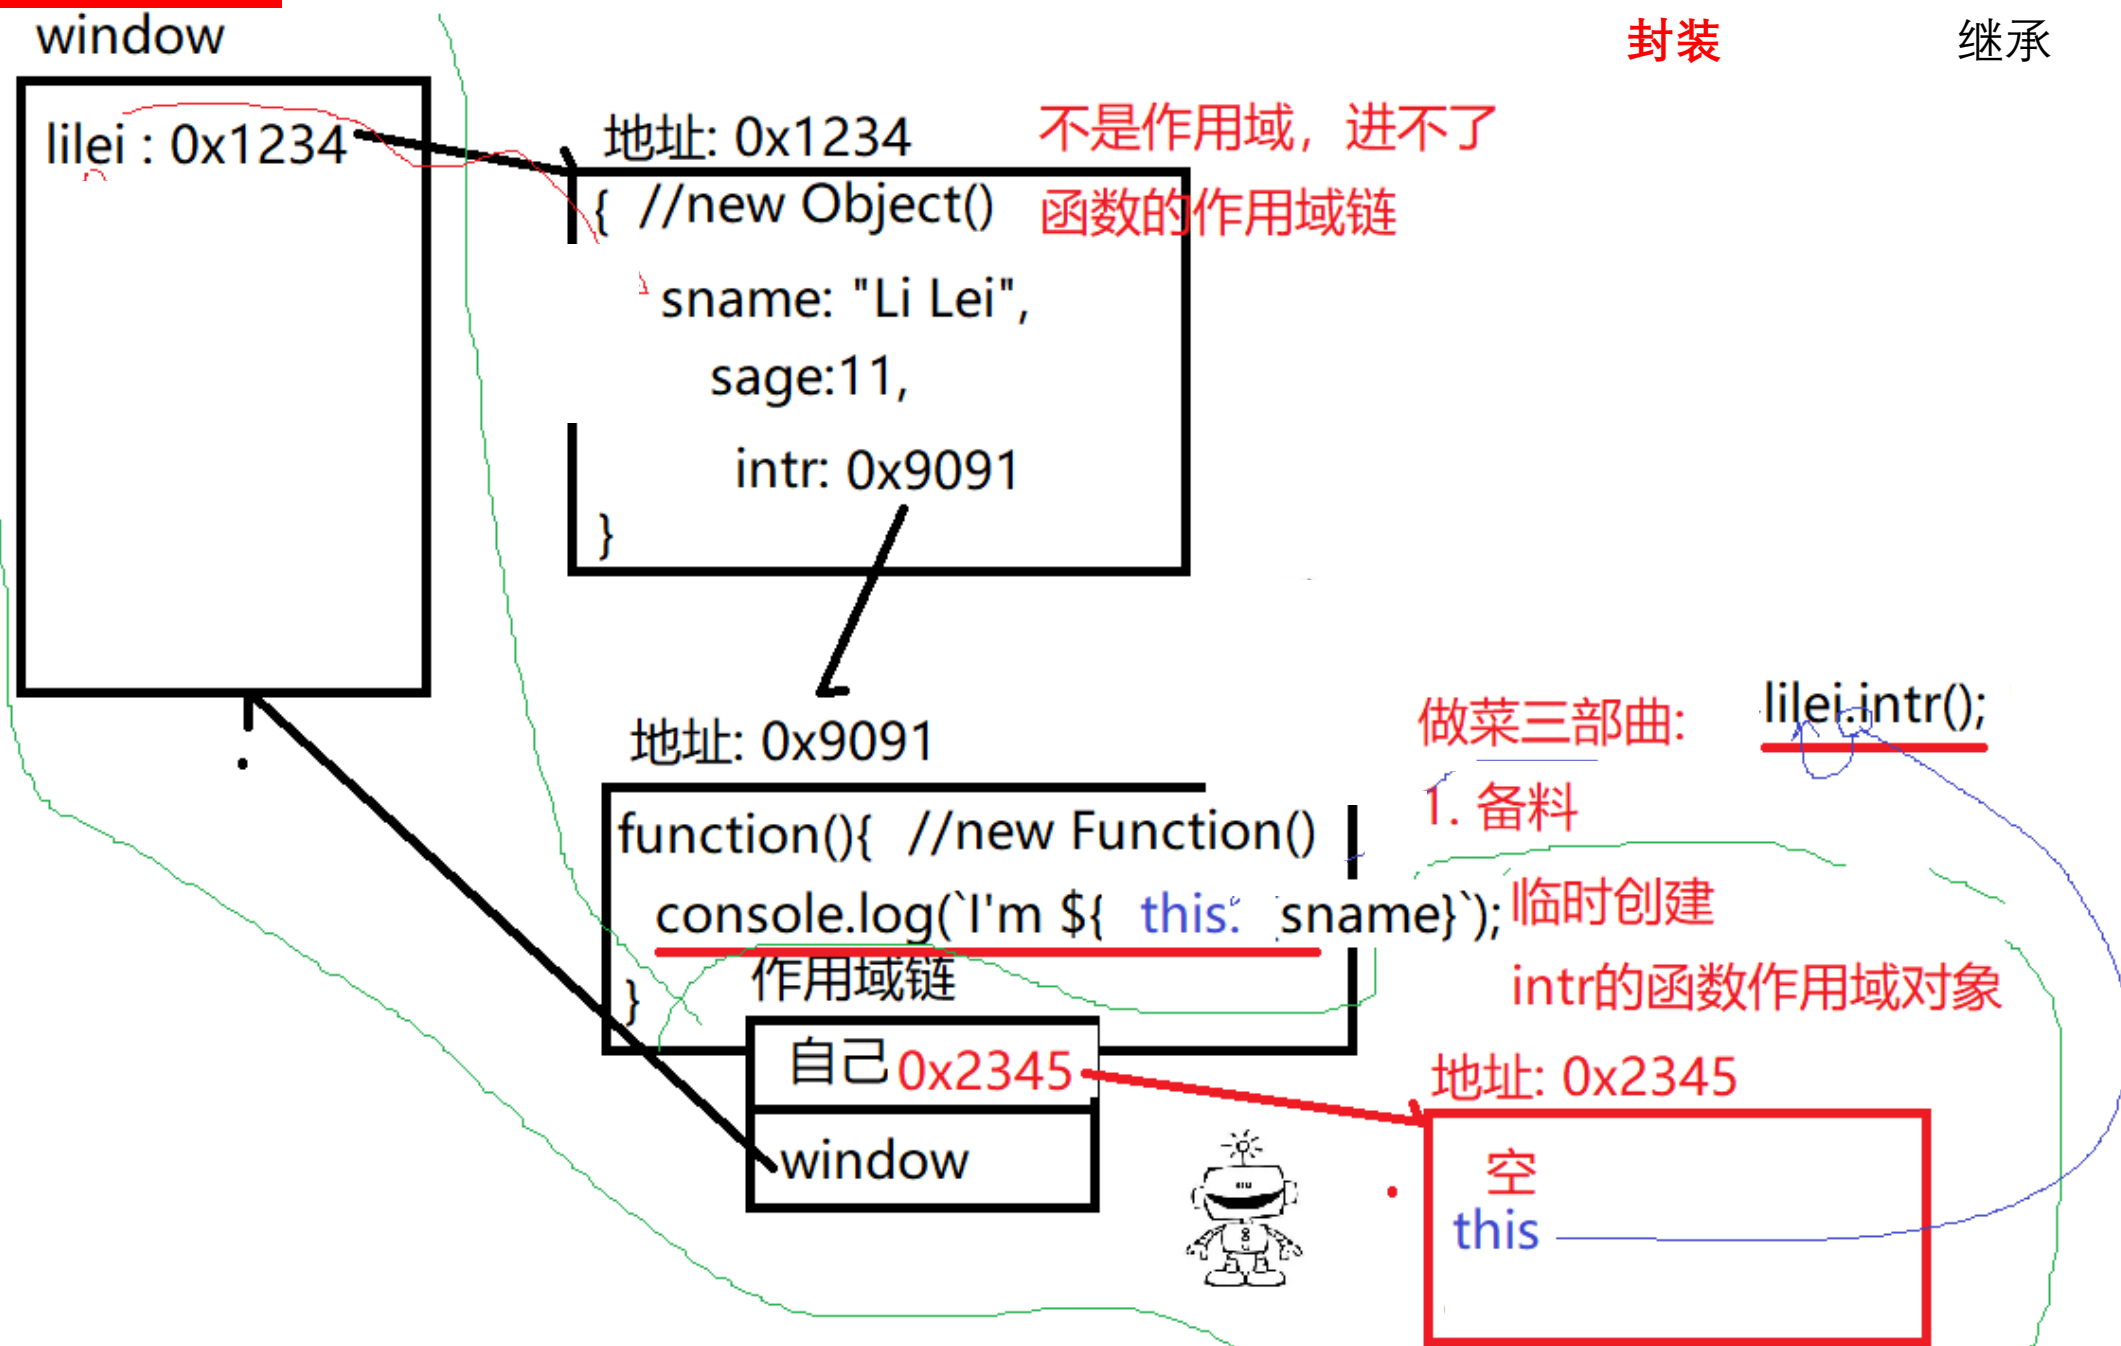 window
封装
继承
lilei : 0x1234
地址: 0x1234
不是作用域，进不了
函数的作用域链
{ //new Object()
sname: "Li Lei",
sage:11,
intr: 0x9091
}
地址: 0x9091
做菜三部曲:
lilei.intr();
1. 备料
function(){ //new Function()
console.log(`I'm ${ this. sname}`);
临时创建
intr的函数作用域对象
}
作用域链
自己 0x2345
window
地址: 0x2345
空
this